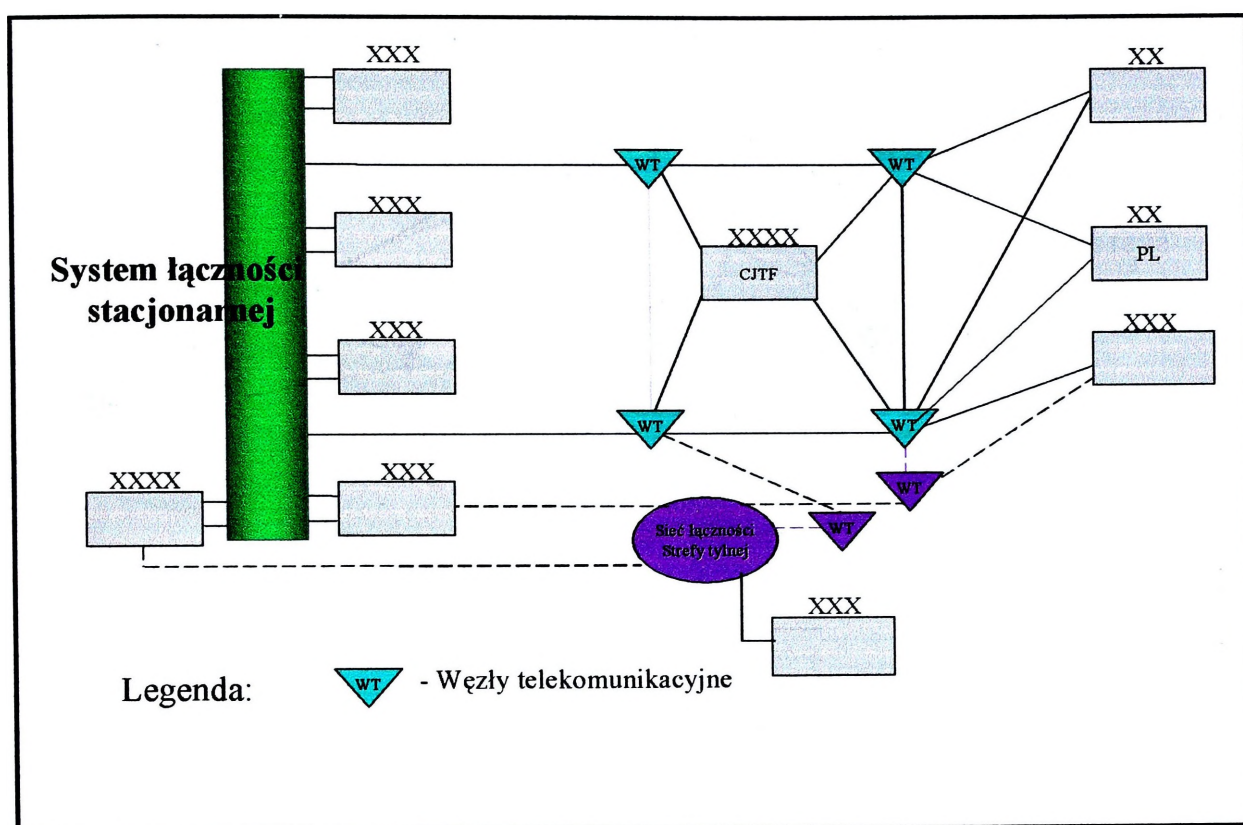 XXX
XX
WT
WT
XXX
XX
XXXX
PL
CJTF
System łączności
stacjonarnej
XXX
XXX
WT
WT
XXXX
XXX
WT
WT
Sieć łączności
Strefy tylnej
XXX
Legenda:
WT
- Węzły telekomunikacyjne